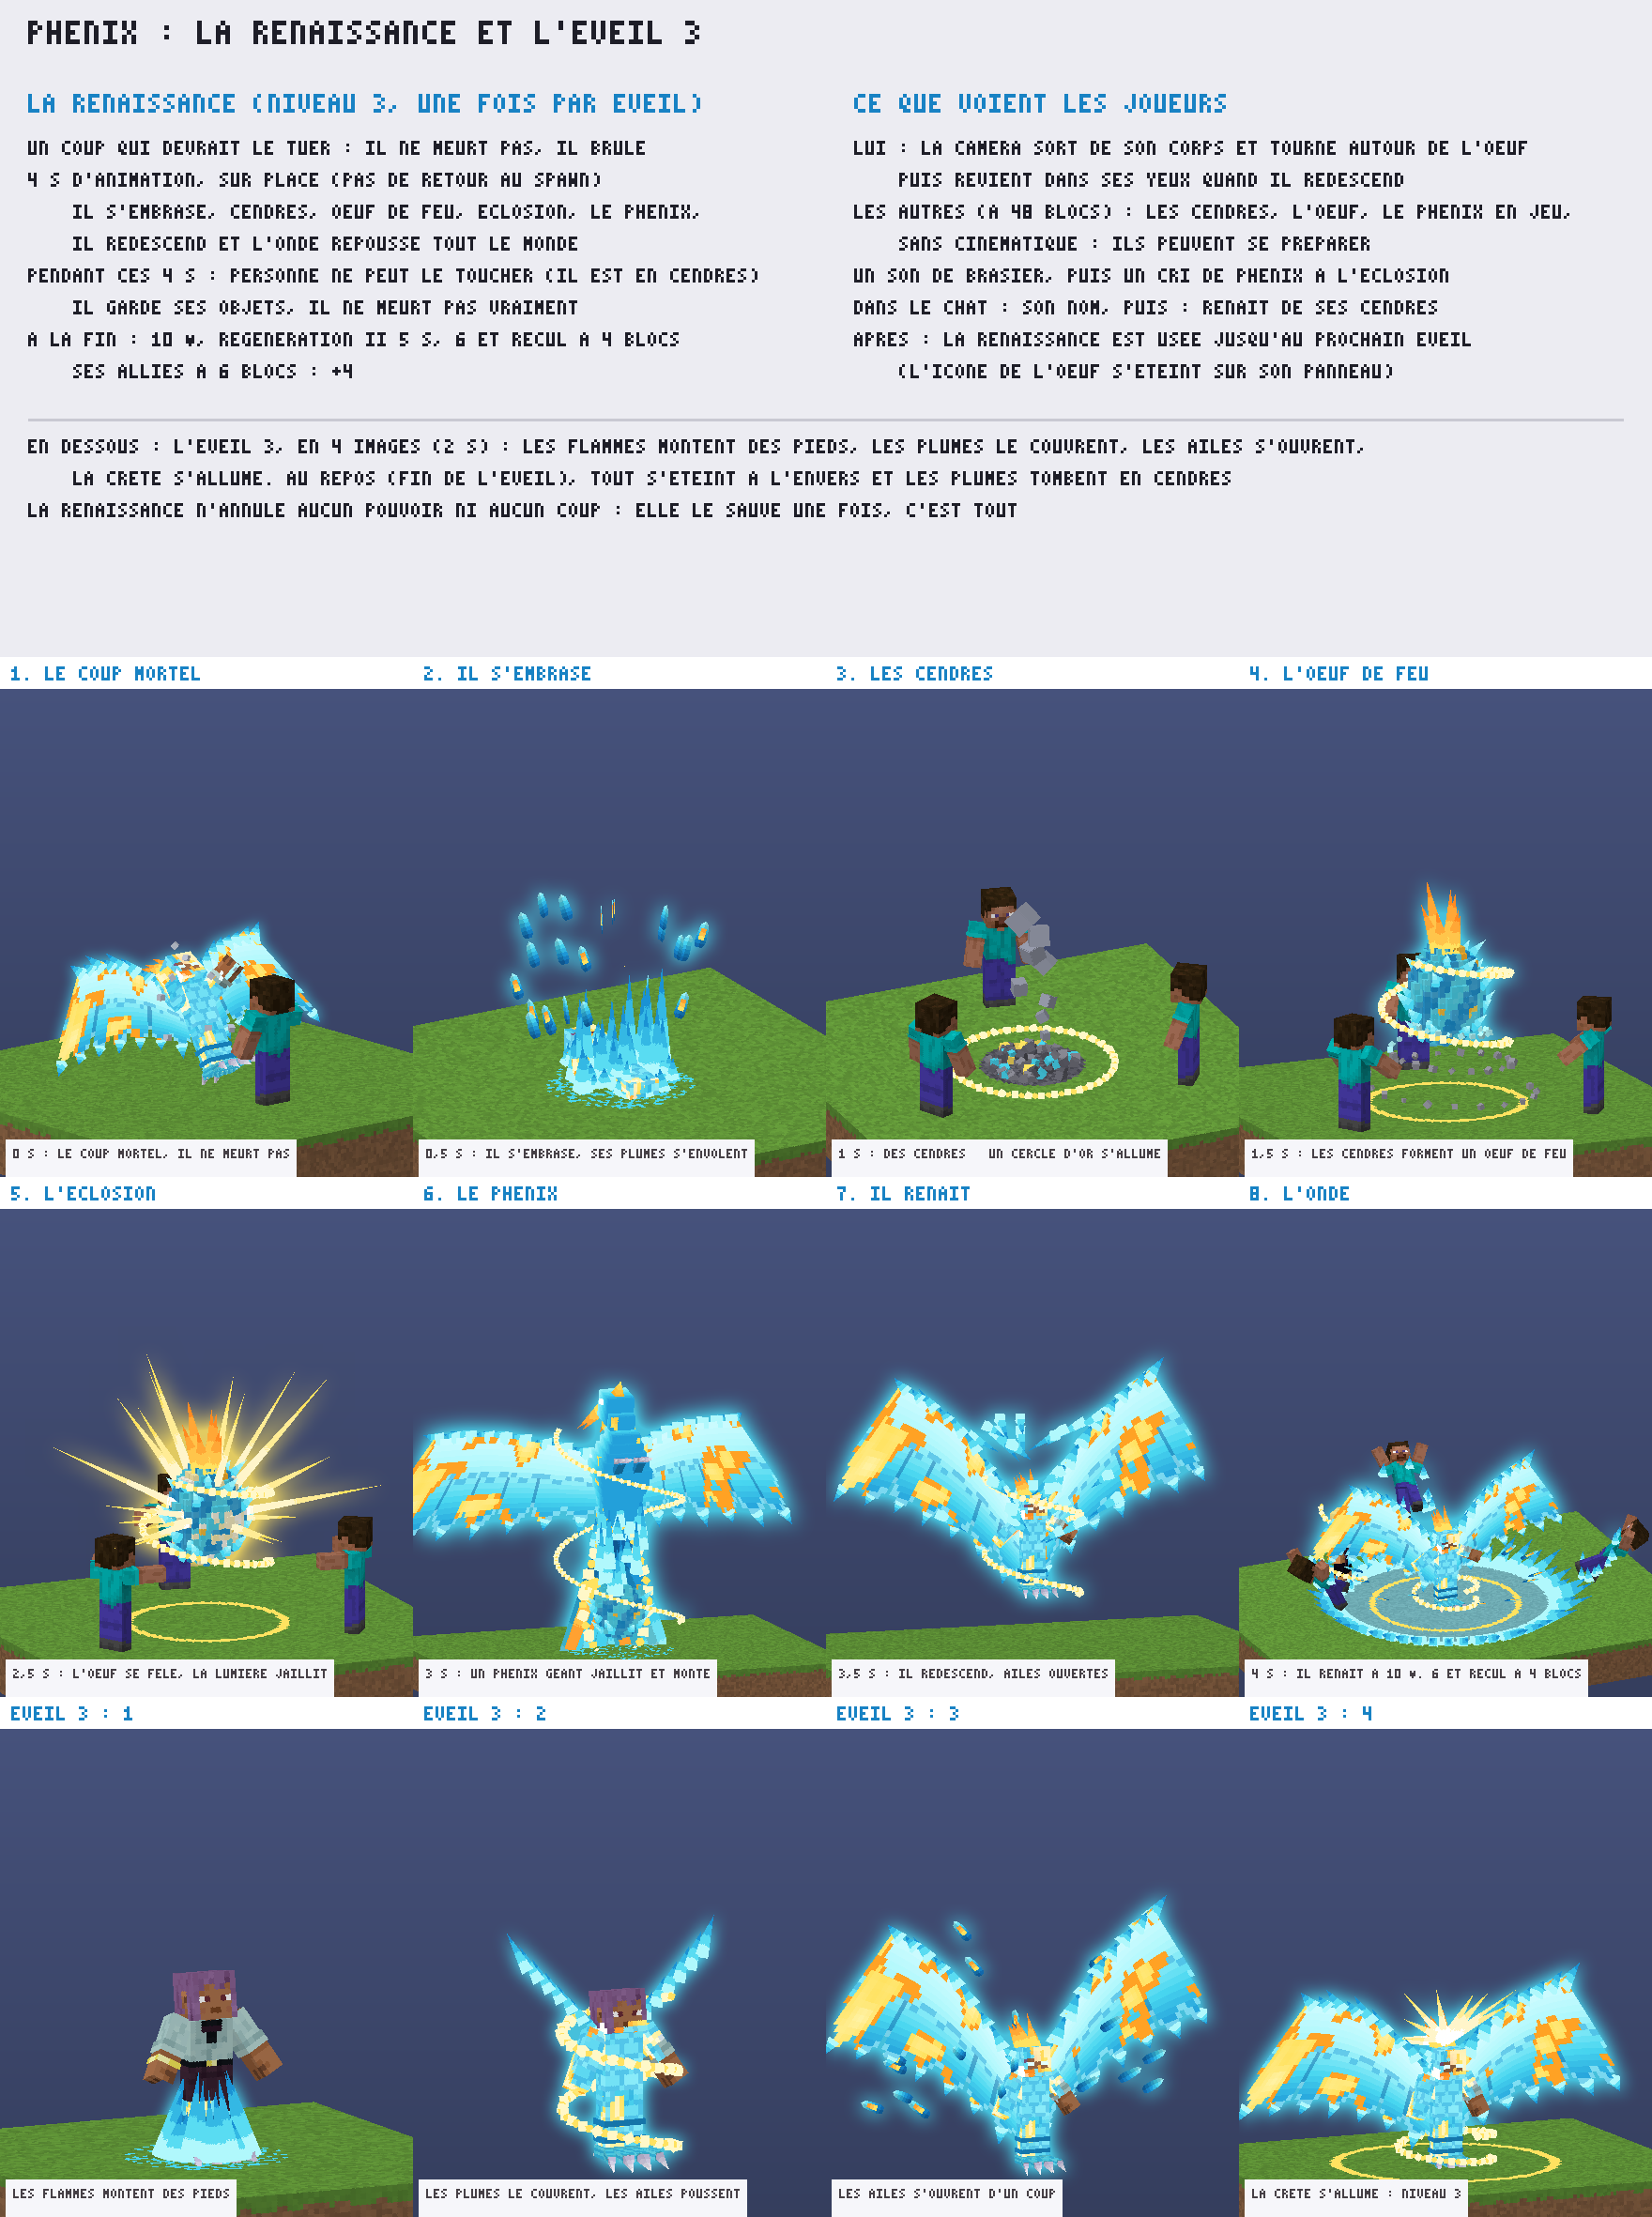 PHENIX : LA RENAISSANCE ET L'EVEIL 3
LA RENAISSANCE (NIVEAU 3, UNE FOIS PAR EVEIL)
UN COUP QUI DEVRAIT LE TUER : IL NE MEURT PAS, IL BRULE
4 S D'ANIMATION, SUR PLACE (PAS DE RETOUR AU SPAWN)
IL S'EMBRASE, CENDRES, OEUF DE FEU, ECLOSION, LE PHENIX,
IL REDESCEND ET L'ONDE REPOUSSE TOUT LE MONDE
PENDANT CES 4 S : PERSONNE NE PEUT LE TOUCHER (IL EST EN CENDRES)
IL GARDE SES OBJETS, IL NE MEURT PAS VRAIMENT
A LA FIN : 10 ♥, REGENERATION II 5 S, 6 ET RECUL A 4 BLOCS
SES ALLIES A 6 BLOCS : +4
CE QUE VOIENT LES JOUEURS
LUI : LA CAMERA SORT DE SON CORPS ET TOURNE AUTOUR DE L'OEUF
PUIS REVIENT DANS SES YEUX QUAND IL REDESCEND
LES AUTRES (A 48 BLOCS) : LES CENDRES, L'OEUF, LE PHENIX EN JEU,
SANS CINEMATIQUE : ILS PEUVENT SE PREPARER
UN SON DE BRASIER, PUIS UN CRI DE PHENIX A L'ECLOSION
DANS LE CHAT : SON NOM, PUIS : RENAIT DE SES CENDRES
APRES : LA RENAISSANCE EST USEE JUSQU'AU PROCHAIN EVEIL
(L'ICONE DE L'OEUF S'ETEINT SUR SON PANNEAU)
EN DESSOUS : L'EVEIL 3, EN 4 IMAGES (2 S) : LES FLAMMES MONTENT DES PIEDS, LES PLUMES LE COUVRENT, LES AILES S'OUVRENT,
LA CRETE S'ALLUME. AU REPOS (FIN DE L'EVEIL), TOUT S'ETEINT A L'ENVERS ET LES PLUMES TOMBENT EN CENDRES
LA RENAISSANCE N'ANNULE AUCUN POUVOIR NI AUCUN COUP : ELLE LE SAUVE UNE FOIS, C'EST TOUT
1. LE COUP MORTEL
2. IL S'EMBRASE
3. LES CENDRES
4. L'OEUF DE FEU
0 S : LE COUP MORTEL, IL NE MEURT PAS
0,5 S : IL S'EMBRASE, SES PLUMES S'ENVOLENT
1 S : DES CENDRES   UN CERCLE D'OR S'ALLUME
1,5 S : LES CENDRES FORMENT UN OEUF DE FEU
5. L'ECLOSION
6. LE PHENIX
7. IL RENAIT
8. L'ONDE
2,5 S : L'OEUF SE FELE, LA LUMIERE JAILLIT
3 S : UN PHENIX GEANT JAILLIT ET MONTE
3,5 S : IL REDESCEND, AILES OUVERTES
4 S : IL RENAIT A 10 ♥. 6 ET RECUL A 4 BLOCS
EVEIL 3 : 1
EVEIL 3 : 2
EVEIL 3 : 3
EVEIL 3 : 4
LES FLAMMES MONTENT DES PIEDS
LES PLUMES LE COUVRENT, LES AILES POUSSENT
LES AILES S'OUVRENT D'UN COUP
LA CRETE S'ALLUME : NIVEAU 3